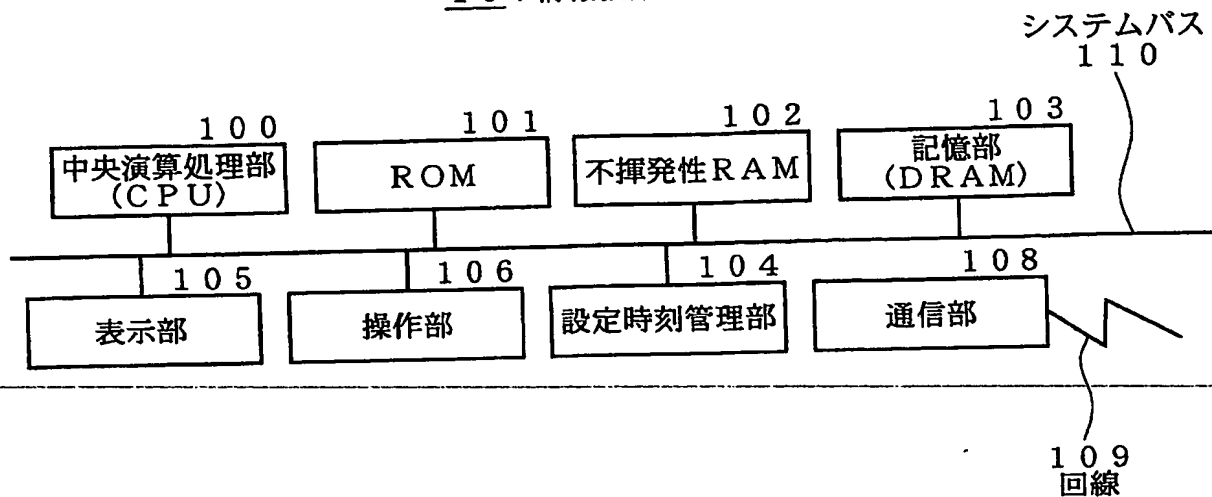 システムバス
110
100
中央演算処理部
(CPU)
101
ROM
102
不揮発性RAM
103
記憶部
(DRAM)
105
表示部
106
操作部
104
設定時刻管理部
108
通信部
109
回線